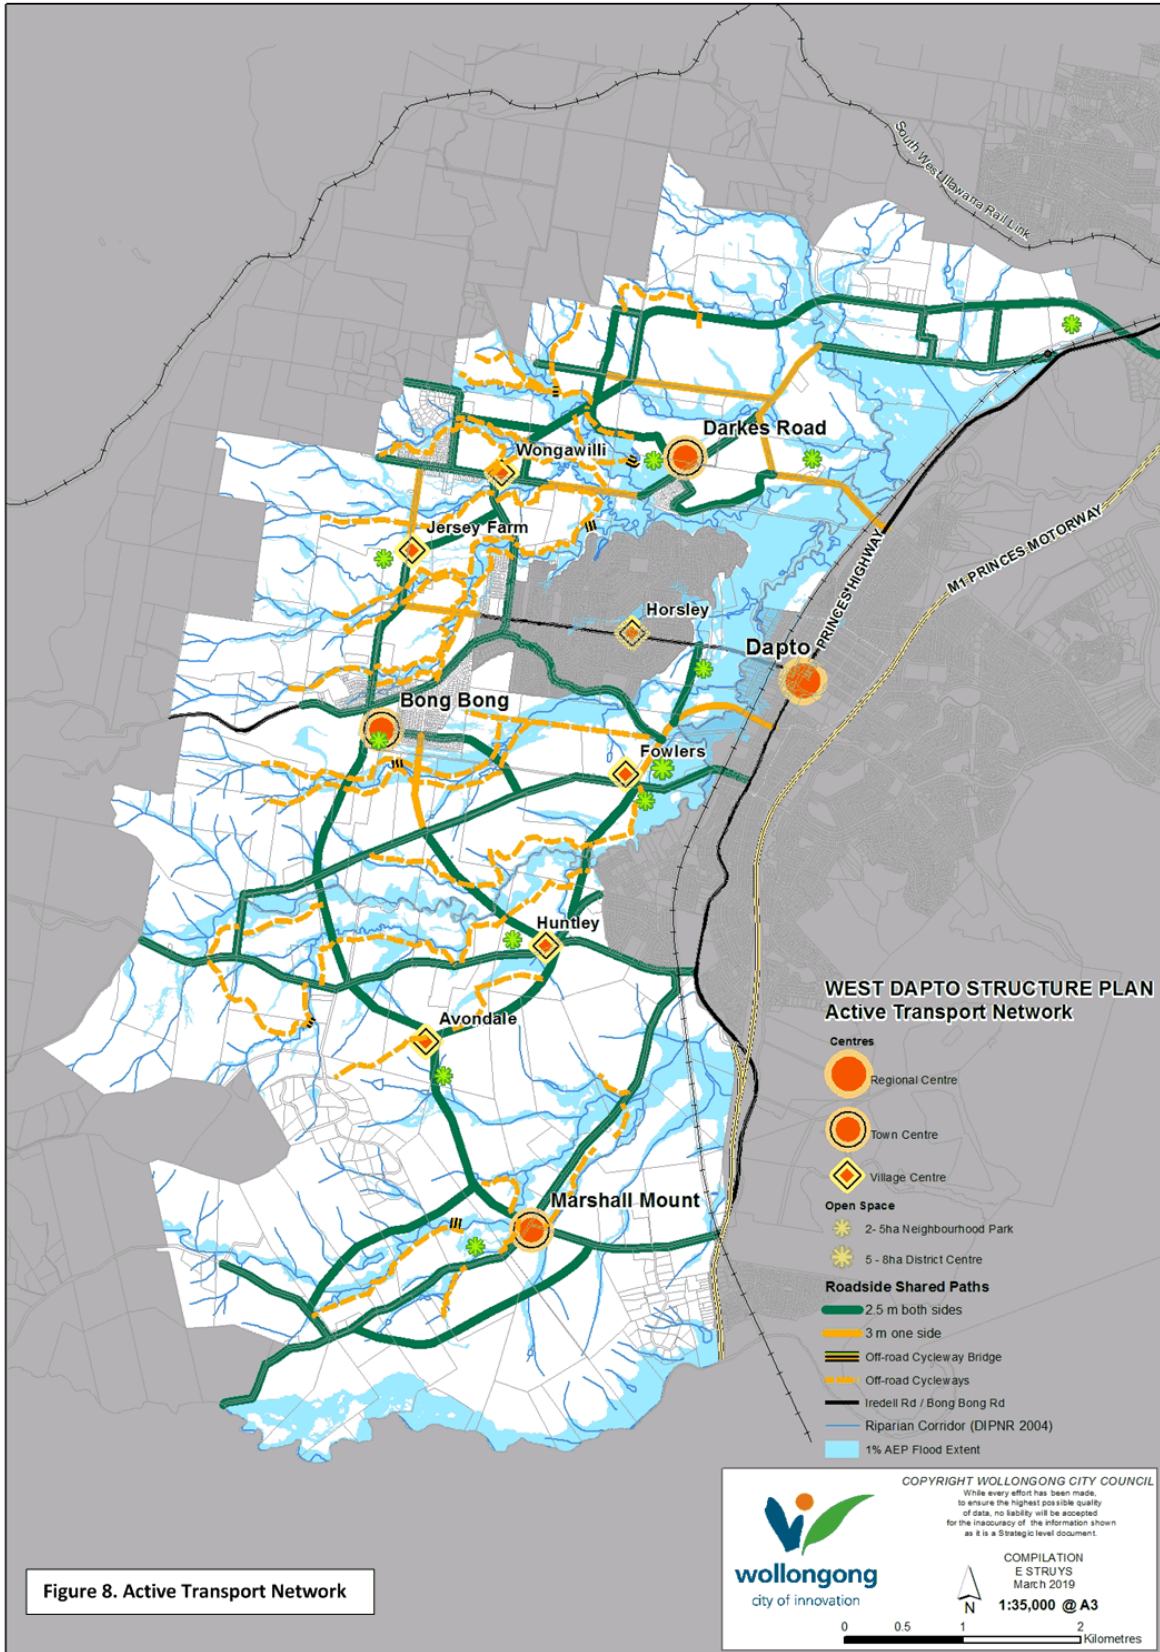 South West Illawarra Rail Link
Darkes Road
Wongawilli
Jersey Farm
PRINCES HIGHWAY
M1 PRINCES MOTORWAY
Horsley
Dapto
Bong Bong
Fowlers
Huntley
Avondale
Marshall Mount
WEST DAPTO STRUCTURE PLAN
Active Transport Network
Centres
Regional Centre
Town Centre
Village Centre
Open Space
2- 5ha Neighbourhood Park
5 - 8ha District Centre
Roadside Shared Paths
2.5 m both sides
3 m one side
Off-road Cycleway Bridge
Off-road Cycleways
Iredell Rd / Bong Bong Rd
Riparian Corridor (DIPNR 2004)
1% AEP Flood Extent
COPYRIGHT WOLLONGONG CITY COUNCIL
While every effort has been made,
to ensure the highest possible quality
of data, no liability will be accepted
for the inaccuracy of the information shown
as it is a Strategic level document.
wollongong
city of innovation
COMPILATION
E STRUYS
March 2019
N
1:35,000 @ A3
0 0.5 1 2
Kilometres
Figure 8. Active Transport Network